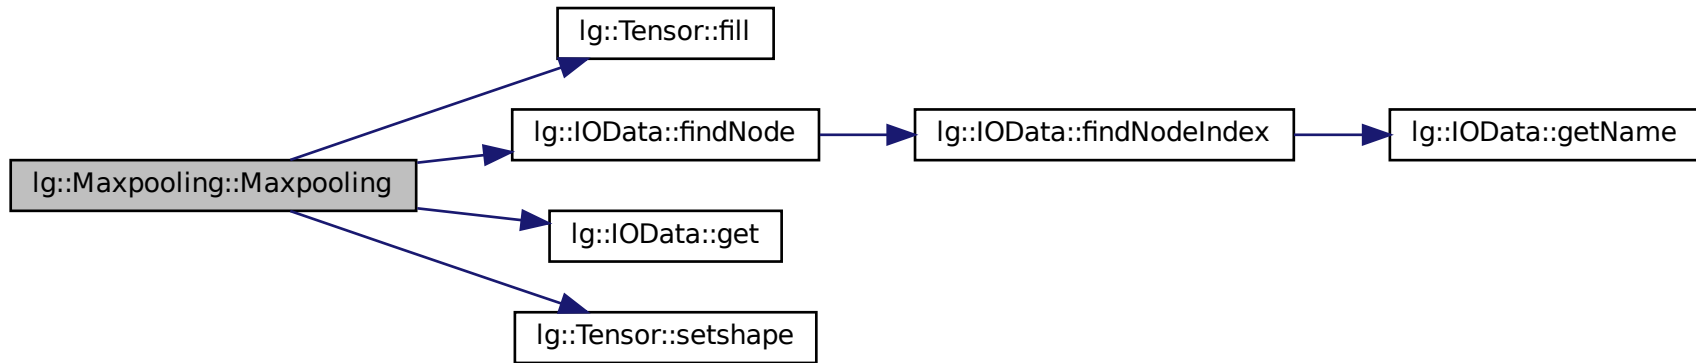 lg::Tensor::fill
lg::IOData::findNode
lg::IOData::findNodeIndex
lg::IOData::getName
lg::Maxpooling::Maxpooling
lg::IOData::get
lg::Tensor::setshape